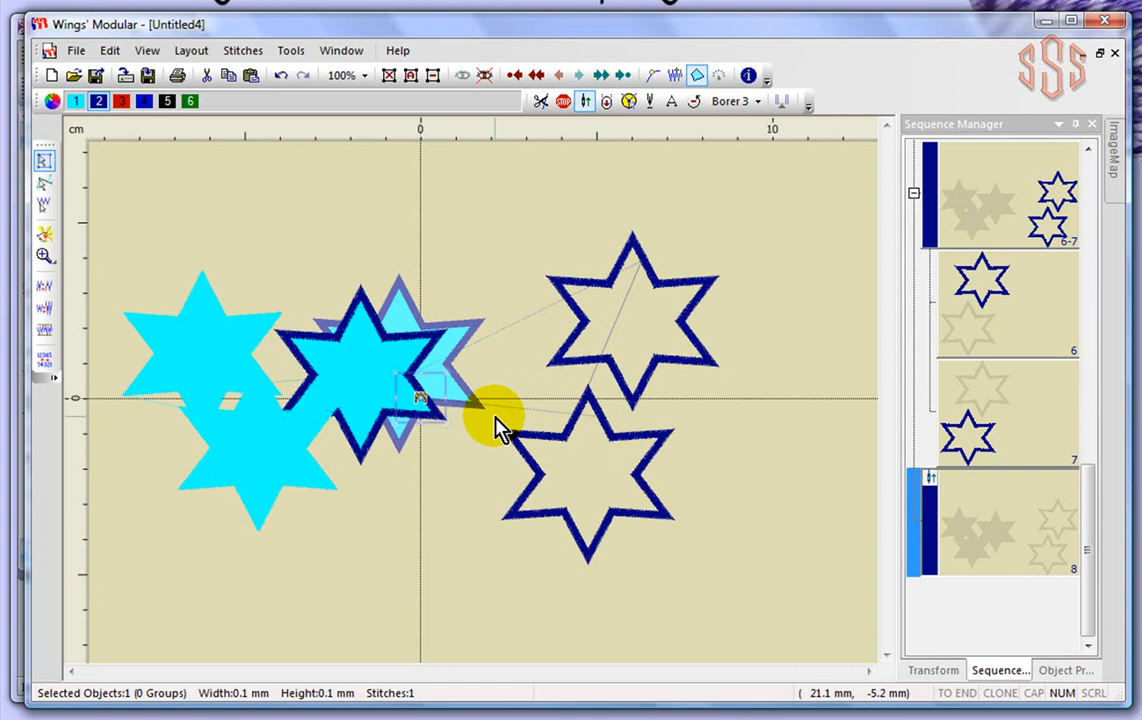 Wings' Modular - [Untitled4]
SSS
File Edit View Layout Stitches Tools Window Help
100%
1 2 3 4 5 6 STOP A Borer 3
cm 0 10
Sequence Manager
ImageMap
6-7
6
0
7
8
Transform Sequence... Object Pr...
Selected Objects:1 (0 Groups) Width:0.1 mm Height:0.1 mm Stitches:1 ( 21.1 mm, -5.2 mm) TO END CLONE CAP NUM SCRL